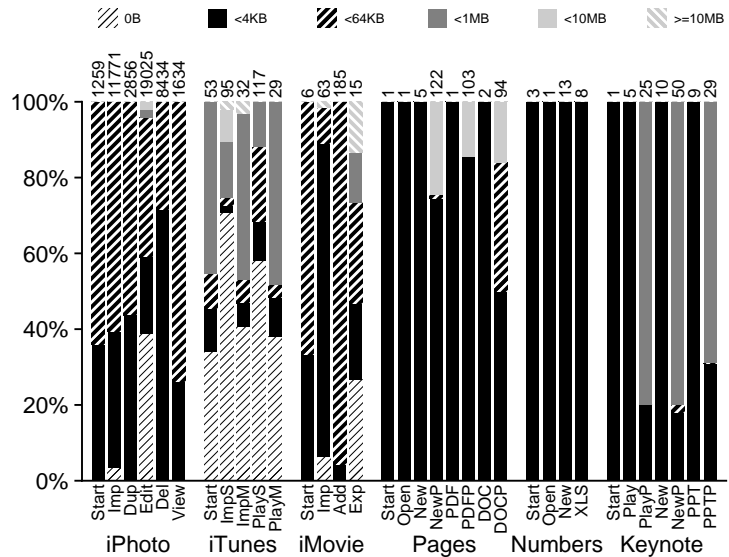 0B <4KB <64KB <1MB <10MB >=10MB
1259 11771 2856 19025 8434 1634 53 95 32 117 29 6 63 185 15 1 1 5 122 1 103 2 94 3 1 13 8 1 5 25 10 50 9 29
100%
80%
60%
40%
20%
0%
Start Imp Dup Edit Del View Start ImpS ImpM PlayS PlayM Start Imp Add Exp Start Open New NewP PDF PDFP DOC DOCP Start Open New XLS Start Play PlayP New NewP PPT PPTP
iPhoto iTunes iMovie Pages Numbers Keynote